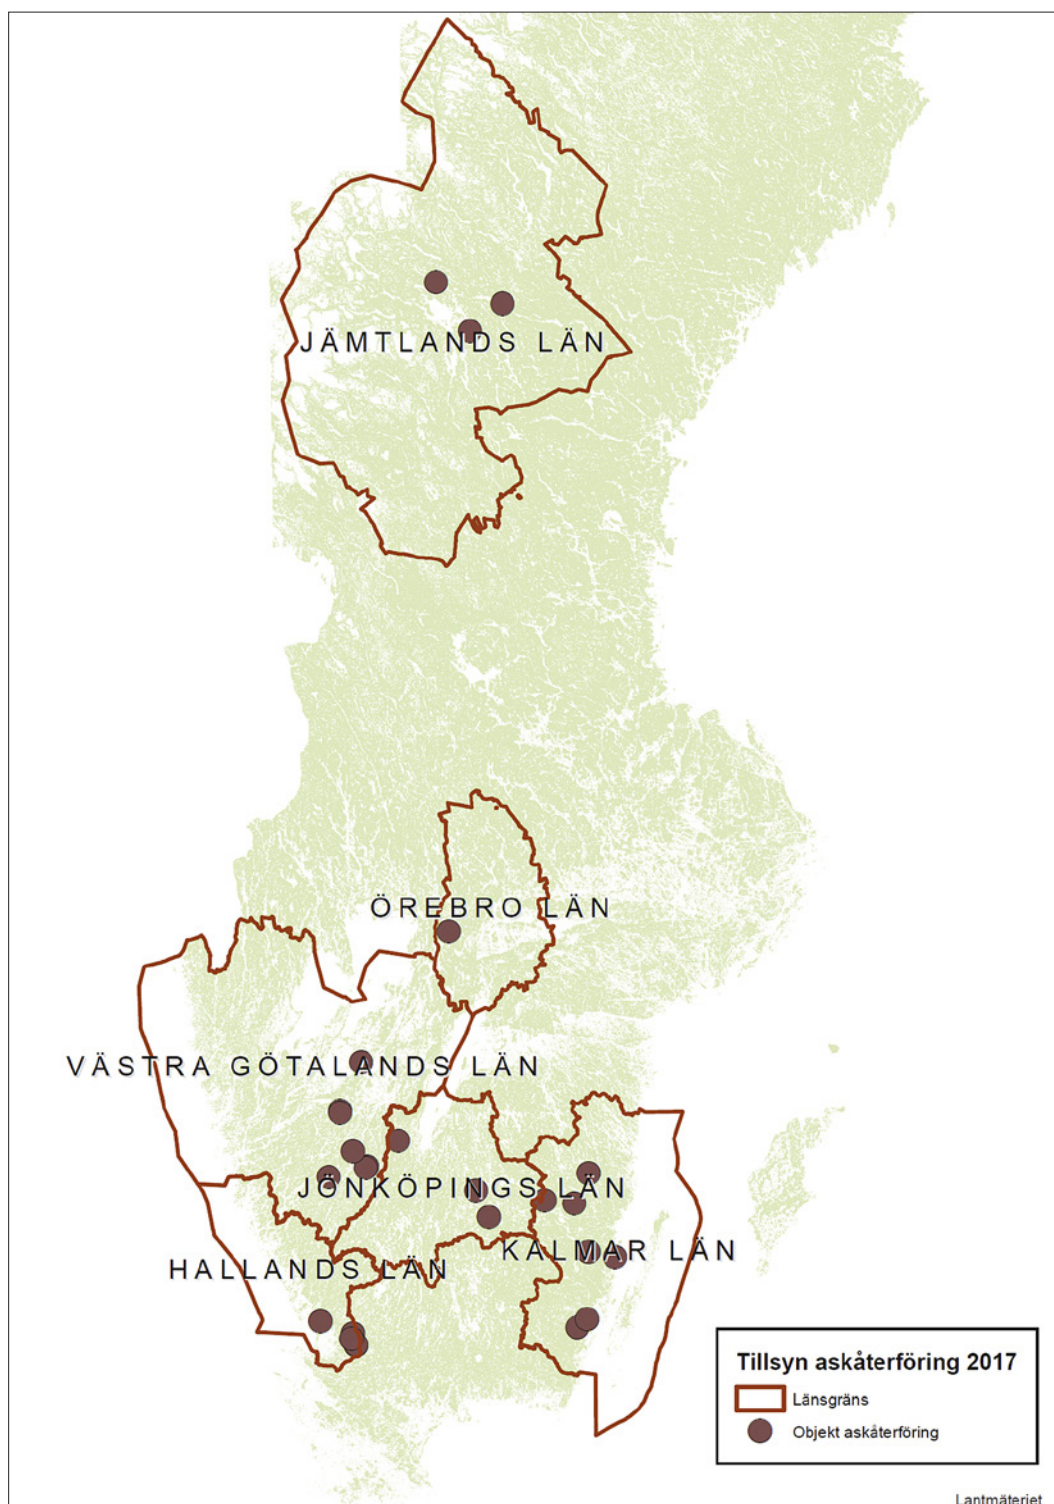 JÄMTLANDS LÄN
ÖREBRO LÄN
VÄSTRA GÖTALANDS LÄN
JÖNKÖPINGS LÄN
KALMAR LÄN
HALLANDS LÄN
Tillsyn askåterföring 2017
Länsgräns
Objekt askåterföring
Lantmäteriet